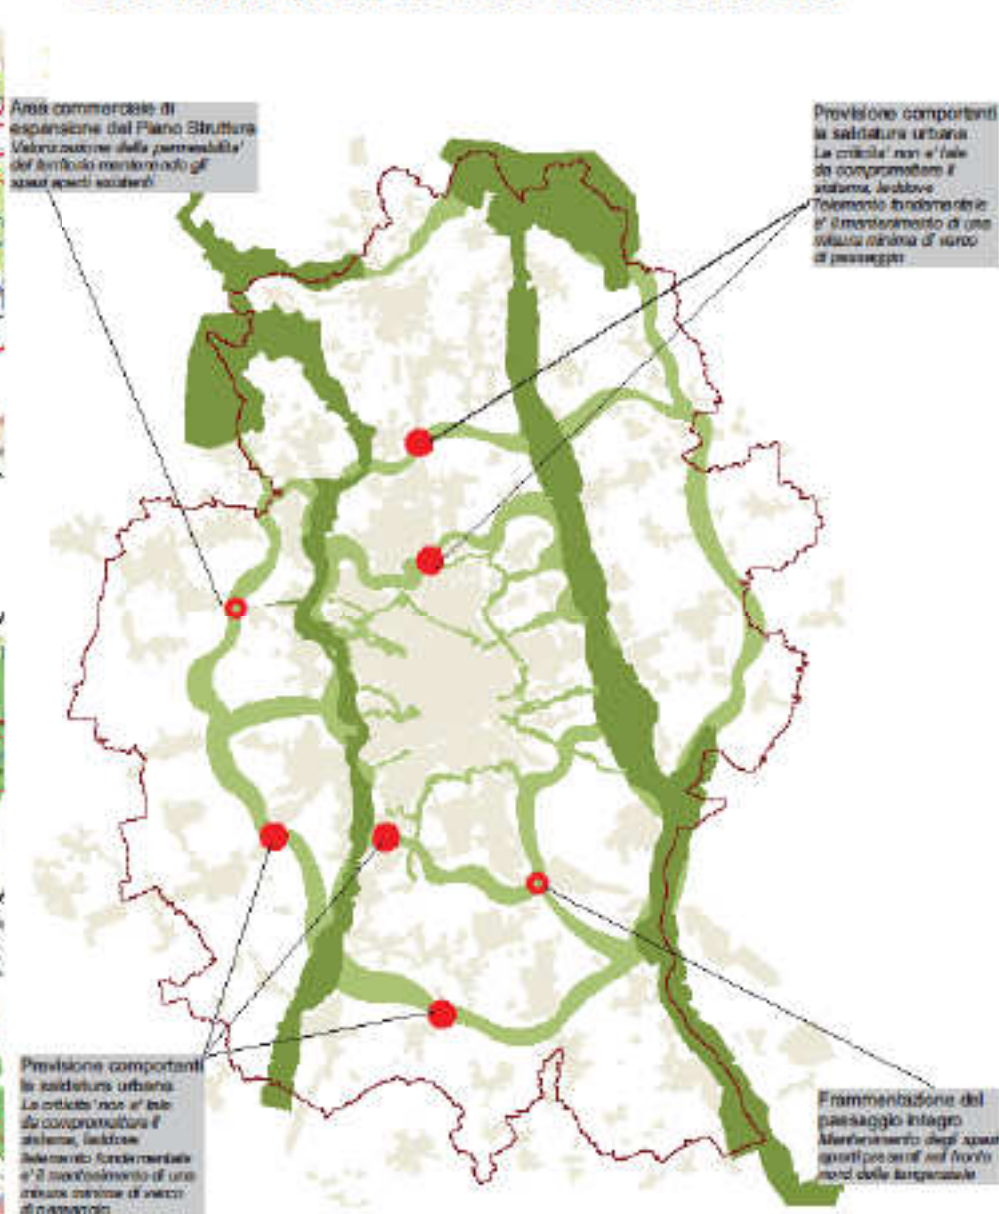 Area commerciale di
espansione del Piano Struttura
Valorizzazione della permeabilita'
del territorio mantenendo gli
spazi aperti esistenti
Previsione comportanti
la saldatura urbana
La criticita' non e' tale
da compromettere il
sistema, laddove
l'elemento fondamentale
e' il mantenimento di una
misura minima di varco
di passaggio
Previsione comportanti
la saldatura urbana
La criticita' non e' tale
da compromettere il
sistema, laddove
l'elemento fondamentale
e' il mantenimento di una
misura minima di varco
di passaggio
Frammentazione del
paesaggio integro
Mantenimento degli spazi
aperti presenti nel fronte
nord della tangenziale